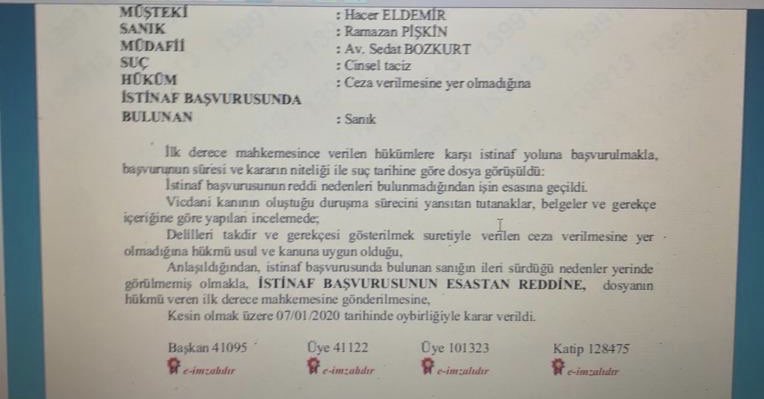 MÜŞTEKİ : Hacer ELDEMİR
SANIK : Ramazan PİŞKİN
MÜDAFİİ : Av. Sedat BOZKURT
SUÇ : Cinsel taciz
HÜKÜM : Ceza verilmesine yer olmadığına
İSTİNAF BAŞVURUSUNDA
BULUNAN : Sanık
İlk derece mahkemesince verilen hükümlere karşı istinaf yoluna başvurulmakla,
başvurunun süresi ve kararın niteliği ile suç tarihine göre dosya görüşüldü:
İstinaf başvurusunun reddi nedenleri bulunmadığından işin esasına geçildi.
Vicdani kanının oluştuğu duruşma sürecini yansıtan tutanaklar, belgeler ve gerekçe
içeriğine göre yapılan incelemede;
Delilleri takdir ve gerekçesi gösterilmek suretiyle verilen ceza verilmesine yer
olmadığına hükmü usul ve kanuna uygun olduğu,
Anlaşıldığından, istinaf başvurusunda bulunan sanığın ileri sürdüğü nedenler yerinde
görülmemiş olmakla, İSTİNAF BAŞVURUSUNUN ESASTAN REDDİNE, dosyanın
hükmü veren ilk derece mahkemesine gönderilmesine,
Kesin olmak üzere 07/01/2020 tarihinde oybirliğiyle karar verildi.
Başkan 41095 Üye 41122 Üye 101323 Katip 128475
e-imzalıdır e-imzalıdır e-imzalıdır e-imzalıdır